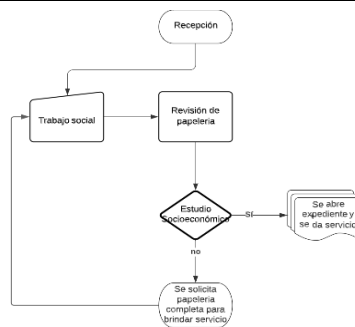 Recepción
Trabajo social
Revisión de
papelería
Estudio
Socioeconómico
Sí
Se abre
expediente y
se da servicio
no
Se solicita
papelería
completa para
brindar servicio